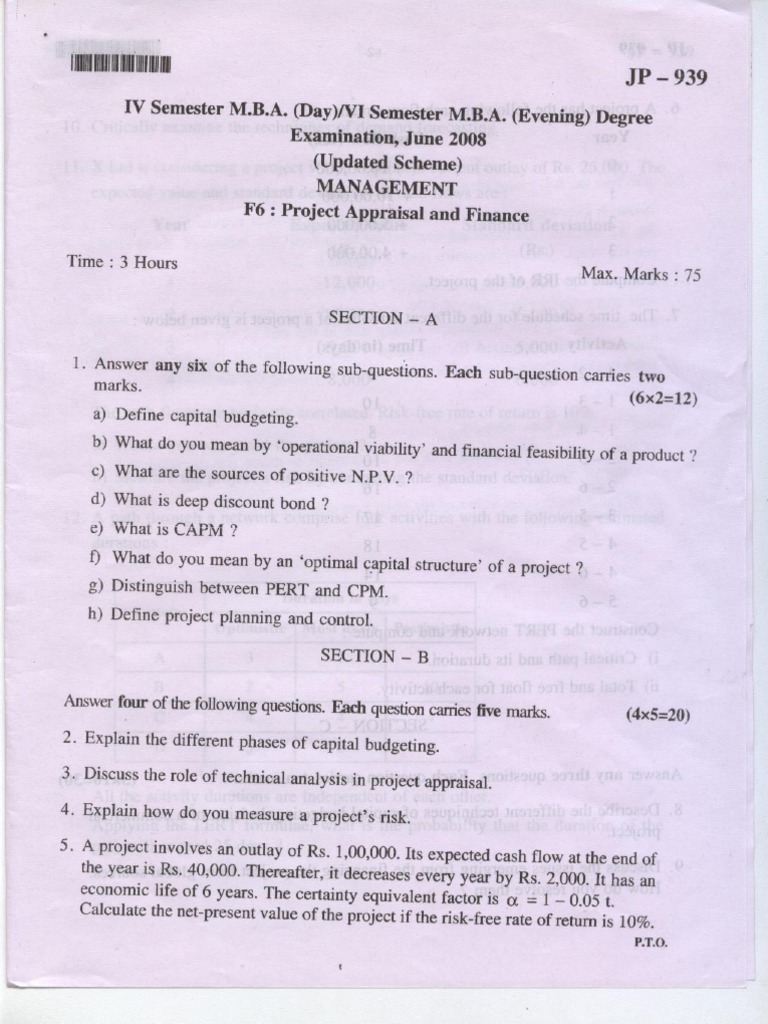 JP – 939
IV Semester M.B.A. (Day)/VI Semester M.B.A. (Evening) Degree
Examination, June 2008
(Updated Scheme)
MANAGEMENT
F6 : Project Appraisal and Finance
Time : 3 Hours
Max. Marks : 75
SECTION – A
1. Answer any six of the following sub-questions. Each sub-question carries two
marks.
(6×2=12)
a) Define capital budgeting.
b) What do you mean by ‘operational viability’ and financial feasibility of a product ?
c) What are the sources of positive N.P.V. ?
d) What is deep discount bond ?
e) What is CAPM ?
f) What do you mean by an ‘optimal capital structure’ of a project ?
g) Distinguish between PERT and CPM.
h) Define project planning and control.
SECTION – B
Answer four of the following questions. Each question carries five marks.
(4×5=20)
2. Explain the different phases of capital budgeting.
3. Discuss the role of technical analysis in project appraisal.
4. Explain how do you measure a project’s risk.
5. A project involves an outlay of Rs. 1,00,000. Its expected cash flow at the end of
the year is Rs. 40,000. Thereafter, it decreases every year by Rs. 2,000. It has an
economic life of 6 years. The certainty equivalent factor is α = 1 – 0.05 t.
Calculate the net-present value of the project if the risk-free rate of return is 10%.
P.T.O.